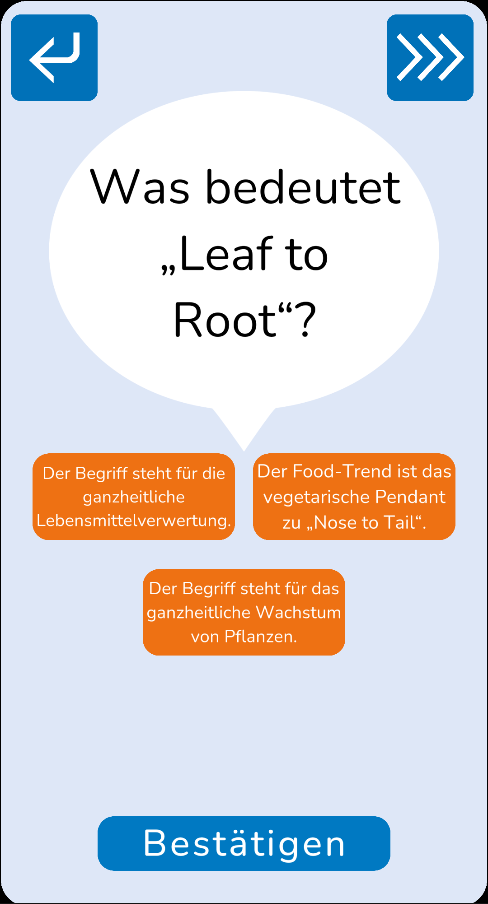 Was bedeutet
„Leaf to
Root“?
Der Begriff steht für die
ganzheitliche
Lebensmittelverwertung.
Der Food-Trend ist das
vegetarische Pendant
zu „Nose to Tail“.
Der Begriff steht für das
ganzheitliche Wachstum
von Pflanzen.
Bestätigen